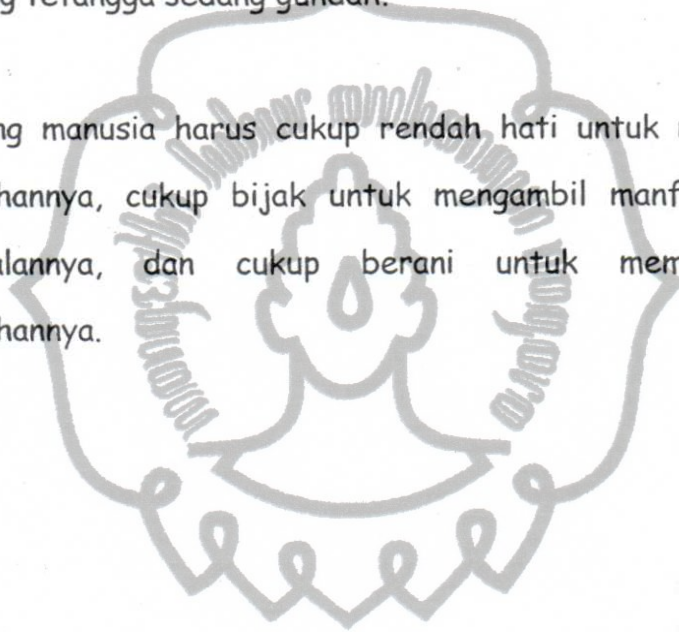 g Tetangga sedang gundah.
ng manusia harus cukup rendah hati untuk
hannya, cukup bijak untuk mengambil manf
alannya, dan cukup berani untuk mem
hannya.